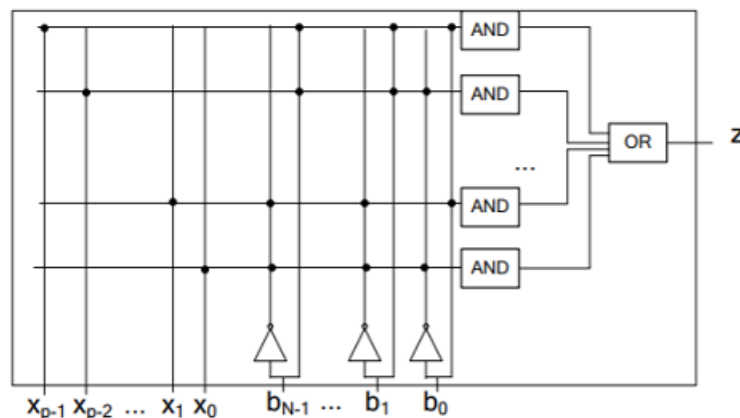 AND
AND
OR
z
...
AND
AND
xp-1 xp-2 ... x1 x0 bN-1 ... b1 b0